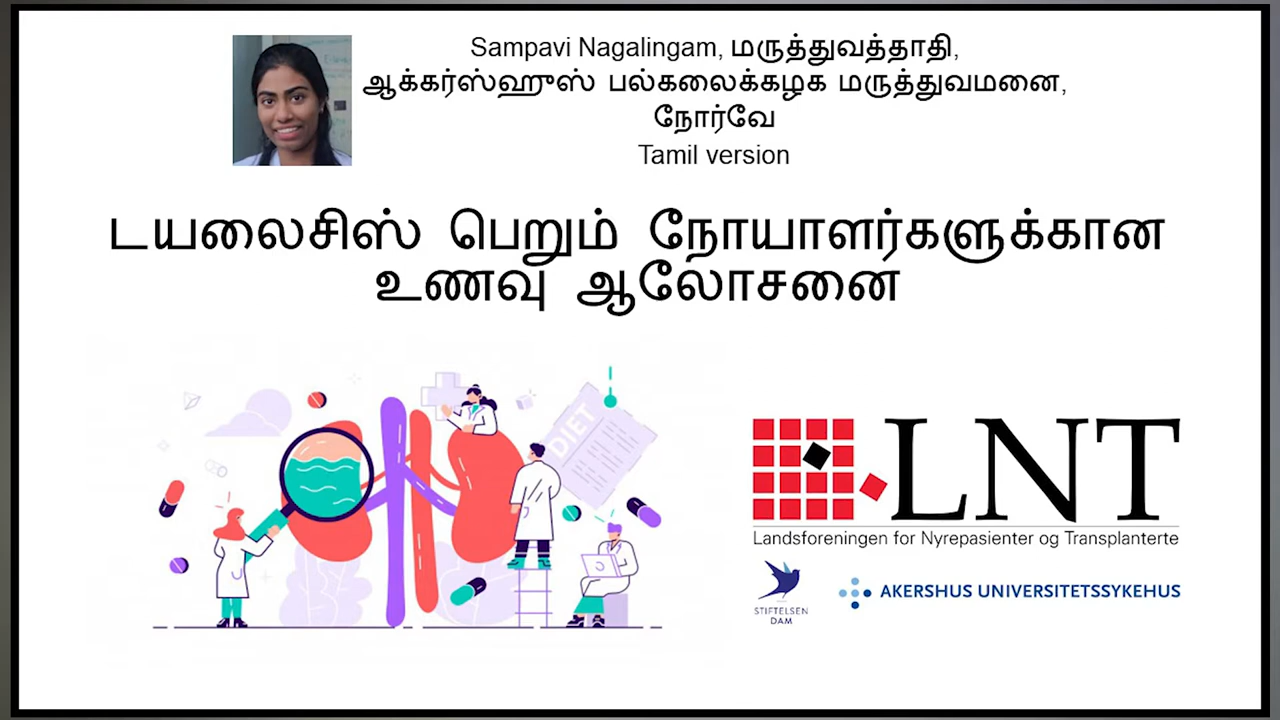 Sampavi Nagalingam, மருத்துவத்தாதி,
ஆக்கர்ஸ்ஹுஸ் பல்கலைக்கழக மருத்துவமனை,
நோர்வே
Tamil version
டயலைசிஸ் பெறும் நோயாளர்களுக்கான
உணவு ஆலோசனை
DIET
LNT
Landsforeningen for Nyrepasienter og Transplanterte
STIFTELSEN
DAM
AKERSHUS UNIVERSITETSSYKEHUS